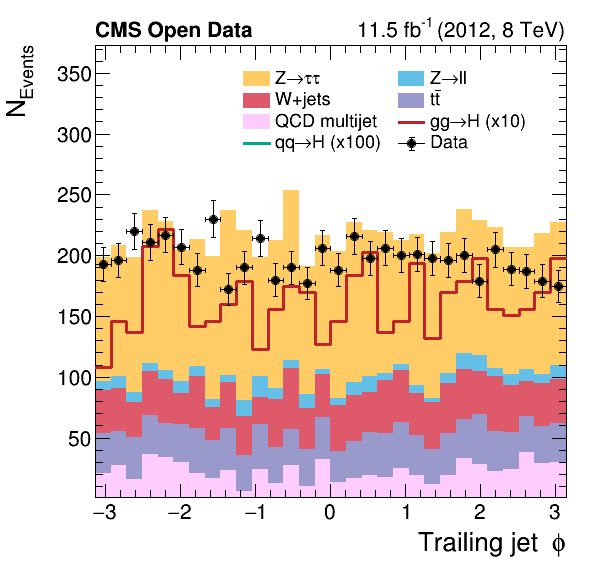 CMS Open Data 11.5 fb⁻¹ (2012, 8 TeV)
N_Events
350
300
250
200
150
100
50
Z→ττ Z→ll
W+jets tt̄
QCD multijet gg→H (x10)
qq→H (x100) Data
−3 −2 −1 0 1 2 3
Trailing jet ϕ